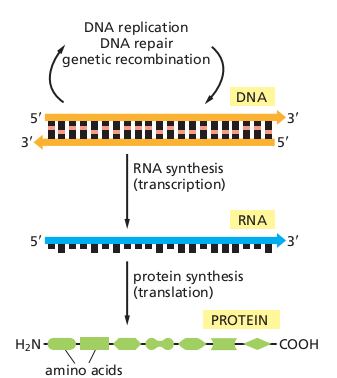 DNA replication
DNA repair
genetic recombination
DNA
5′ 3′
3′ 5′
RNA synthesis
(transcription)
RNA
5′ 3′
protein synthesis
(translation)
PROTEIN
H₂N COOH
amino acids